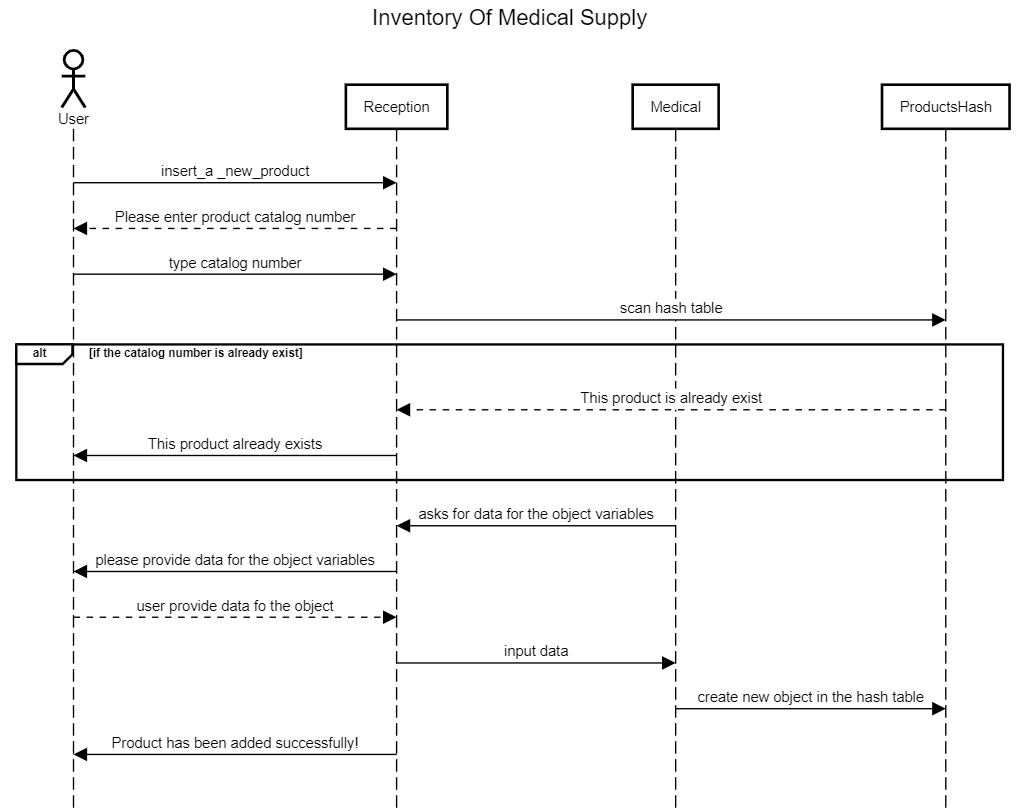 Inventory Of Medical Supply
User
Reception
Medical
ProductsHash
insert_a _new_product
Please enter product catalog number
type catalog number
scan hash table
alt
[if the catalog number is already exist]
This product is already exist
This product already exists
asks for data for the object variables
please provide data for the object variables
user provide data fo the object
input data
create new object in the hash table
Product has been added successfully!